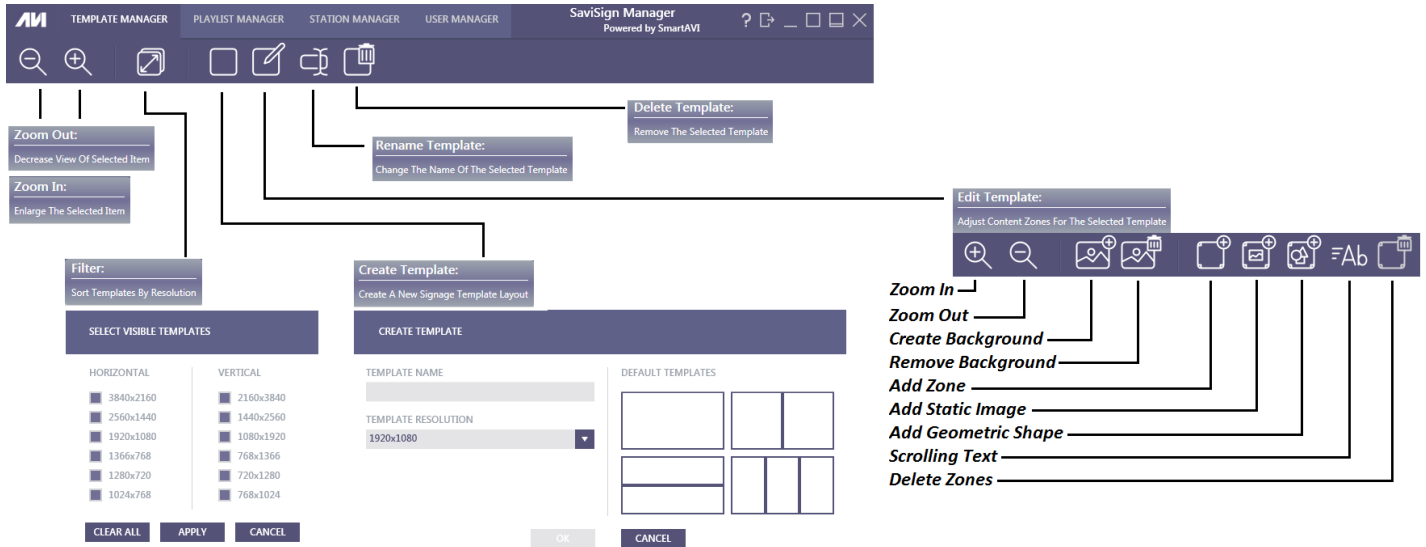 AVI TEMPLATE MANAGER PLAYLIST MANAGER STATION MANAGER USER MANAGER SaviSign Manager ?
Powered by SmartAVI
Delete Template:
Remove The Selected Template
Zoom Out:
Decrease View Of Selected Item
Rename Template:
Change The Name Of The Selected Template
Zoom In:
Enlarge The Selected Item
Edit Template:
Adjust Content Zones For The Selected Template
Ab
Filter:
Sort Templates By Resolution
Create Template:
Create A New Signage Template Layout
Zoom In
Zoom Out
Create Background
Remove Background
Add Zone
Add Static Image
Add Geometric Shape
Scrolling Text
Delete Zones
SELECT VISIBLE TEMPLATES
HORIZONTAL VERTICAL
3840x2160 2160x3840
2560x1440 1440x2560
1920x1080 1080x1920
1366x768 768x1366
1280x720 720x1280
1024x768 768x1024
CLEAR ALL APPLY CANCEL
CREATE TEMPLATE
TEMPLATE NAME
TEMPLATE RESOLUTION
1920x1080
DEFAULT TEMPLATES
OK CANCEL